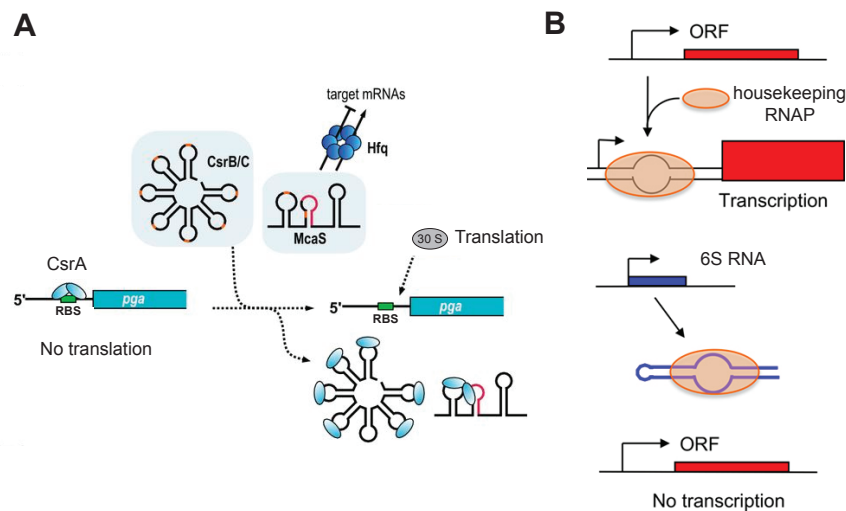 A
target mRNAs
Hfq
CsrB/C
McaS
30 S Translation
CsrA
5' RBS pga
No translation
5' RBS pga
B
ORF
housekeeping
RNAP
Transcription
6S RNA
ORF
No transcription